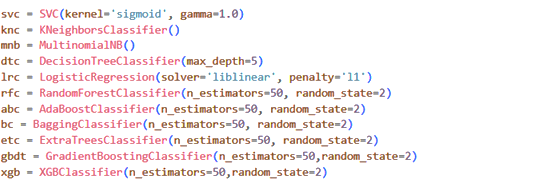 svc = SVC(kernel='sigmoid', gamma=1.0)
knc = KNeighborsClassifier()
mnb = MultinomialNB()
dtc = DecisionTreeClassifier(max_depth=5)
lrc = LogisticRegression(solver='liblinear', penalty='l1')
rfc = RandomForestClassifier(n_estimators=50, random_state=2)
abc = AdaBoostClassifier(n_estimators=50, random_state=2)
bc = BaggingClassifier(n_estimators=50, random_state=2)
etc = ExtraTreesClassifier(n_estimators=50, random_state=2)
gbdt = GradientBoostingClassifier(n_estimators=50,random_state=2)
xgb = XGBClassifier(n_estimators=50,random_state=2)